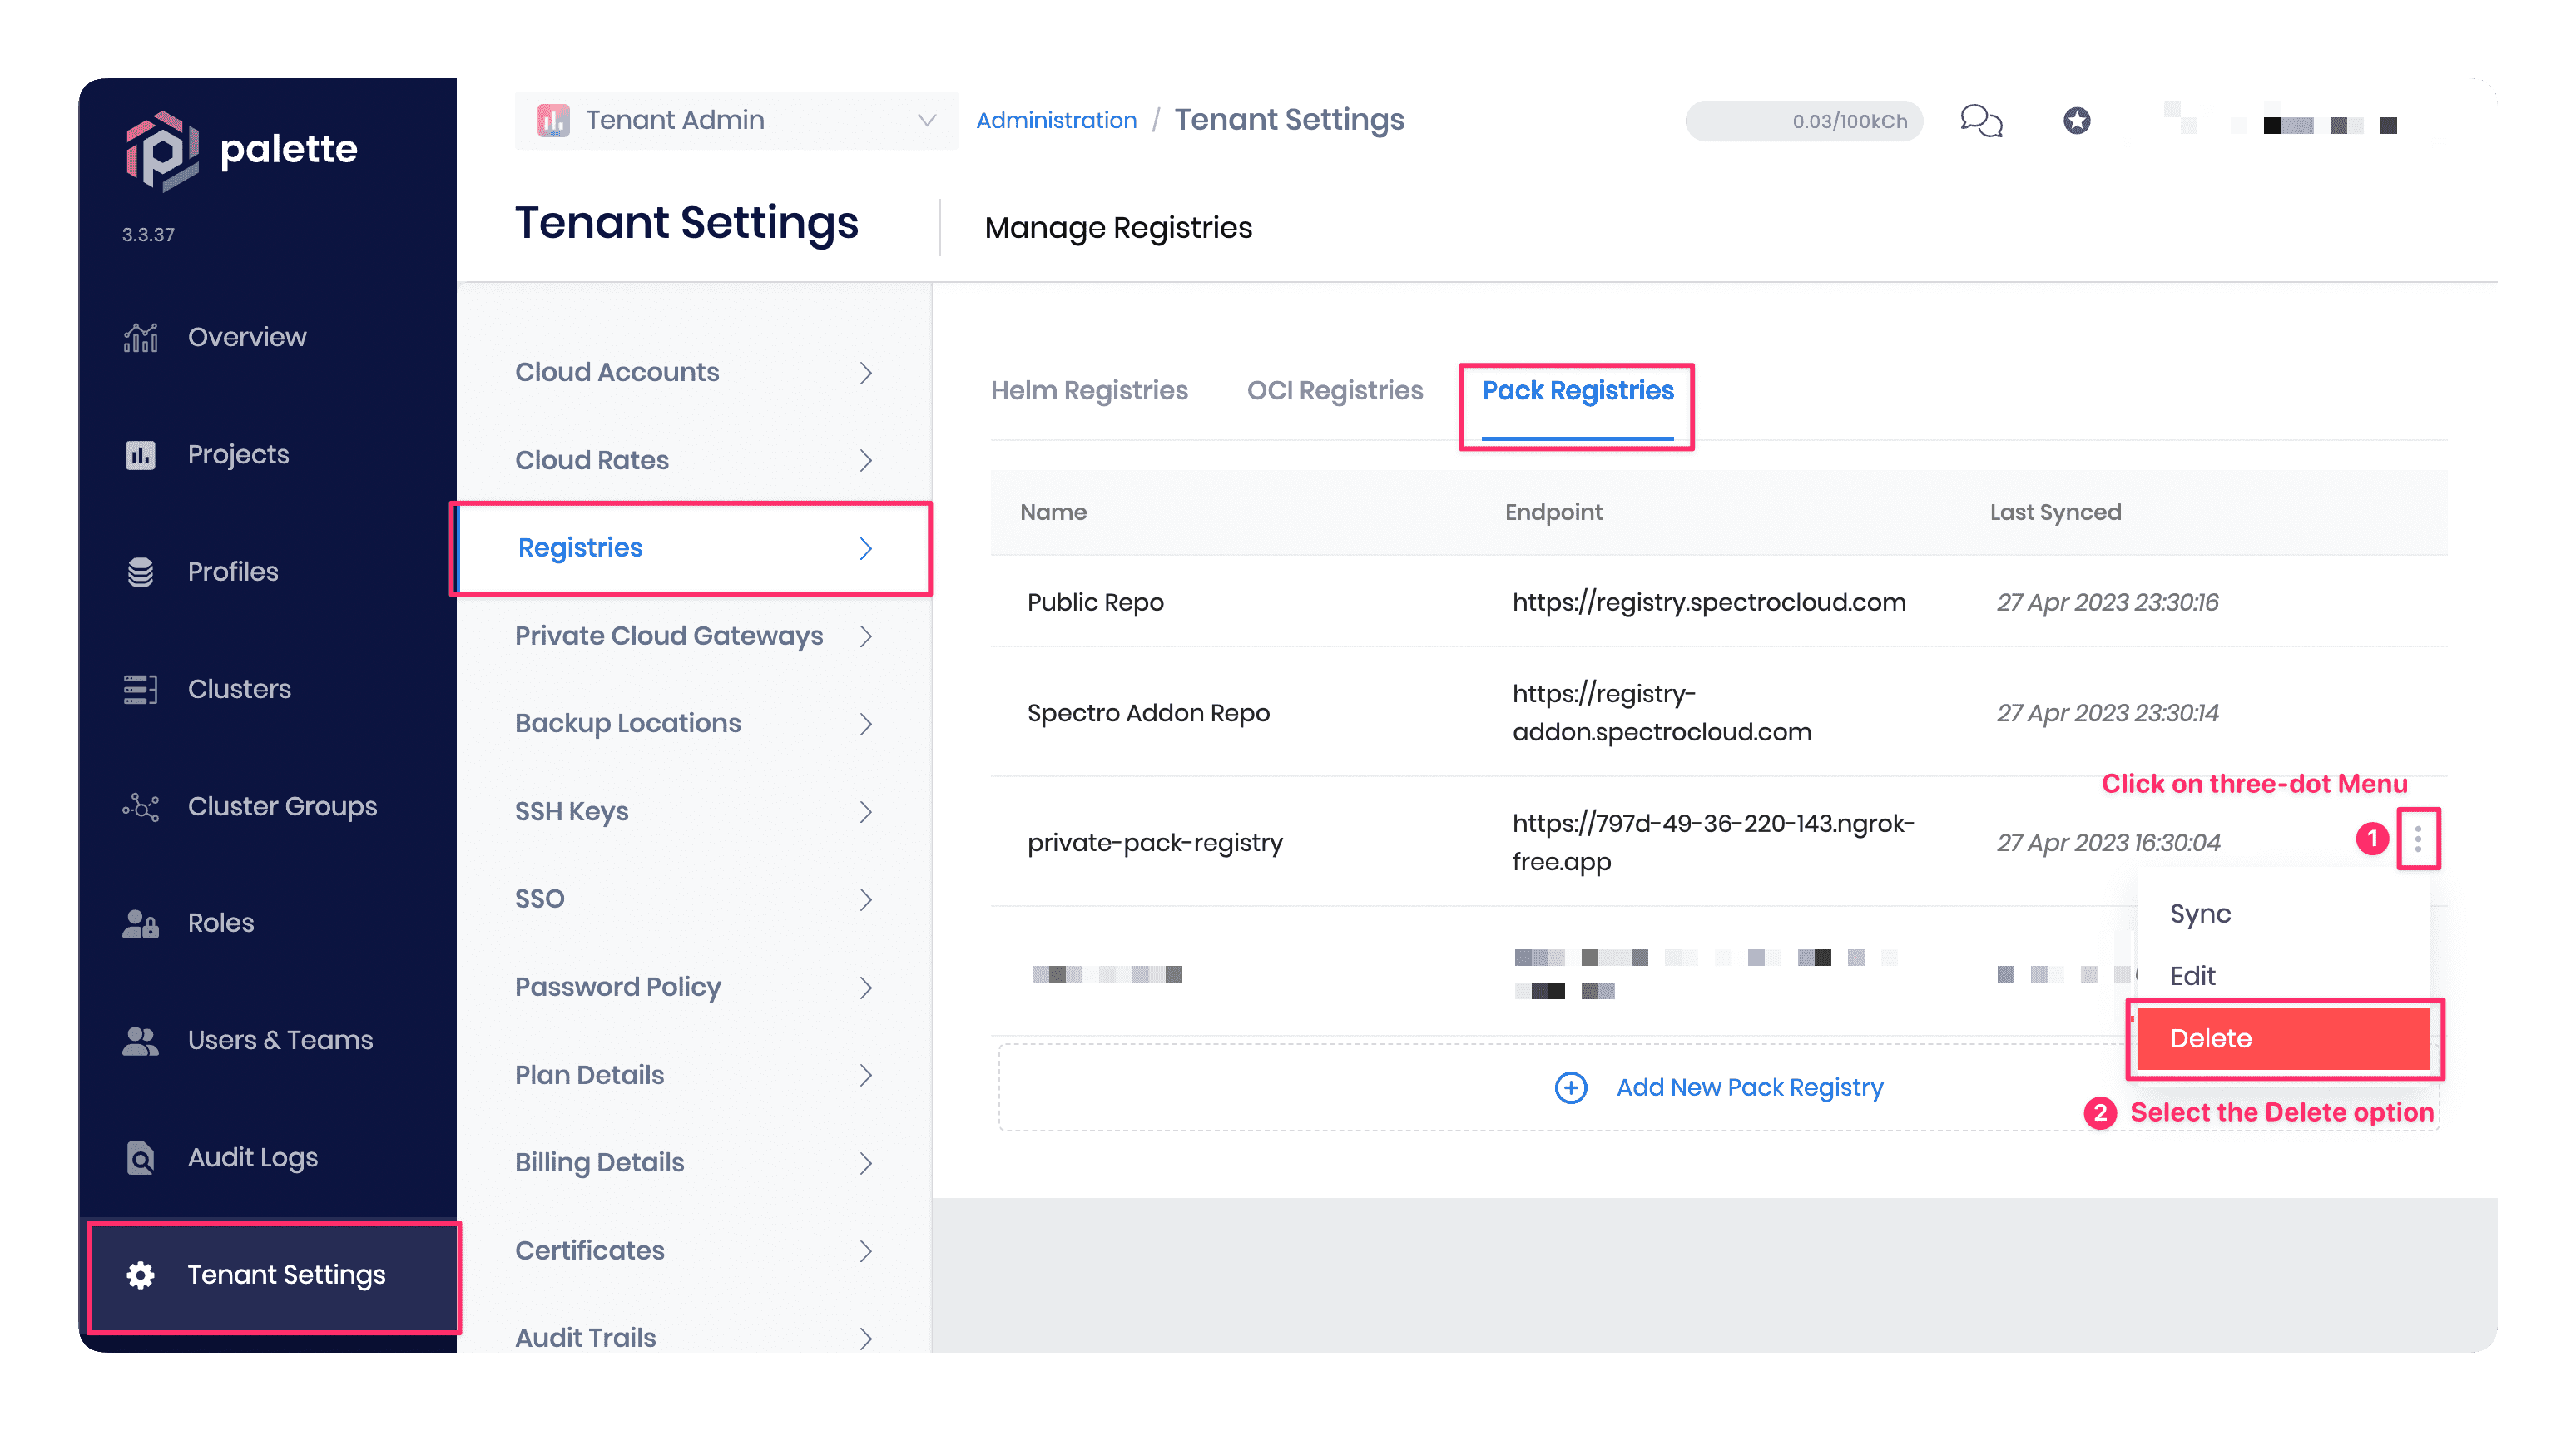 palette
3.3.37
Overview
Projects
Profiles
Clusters
Cluster Groups
Roles
Users & Teams
Audit Logs
Tenant Settings
Tenant Admin
Administration / Tenant Settings
0.03/100kCh
Tenant Settings
Manage Registries
Cloud Accounts
Cloud Rates
Registries
Private Cloud Gateways
Backup Locations
SSH Keys
SSO
Password Policy
Plan Details
Billing Details
Certificates
Audit Trails
Helm Registries
OCI Registries
Pack Registries
Name
Endpoint
Last Synced
Public Repo
https://registry.spectrocloud.com
27 Apr 2023 23:30:16
Spectro Addon Repo
https://registry-
addon.spectrocloud.com
27 Apr 2023 23:30:14
Click on three-dot Menu
private-pack-registry
https://797d-49-36-220-143.ngrok-
free.app
27 Apr 2023 16:30:04
1
Sync
Edit
Delete
Add New Pack Registry
2 Select the Delete option